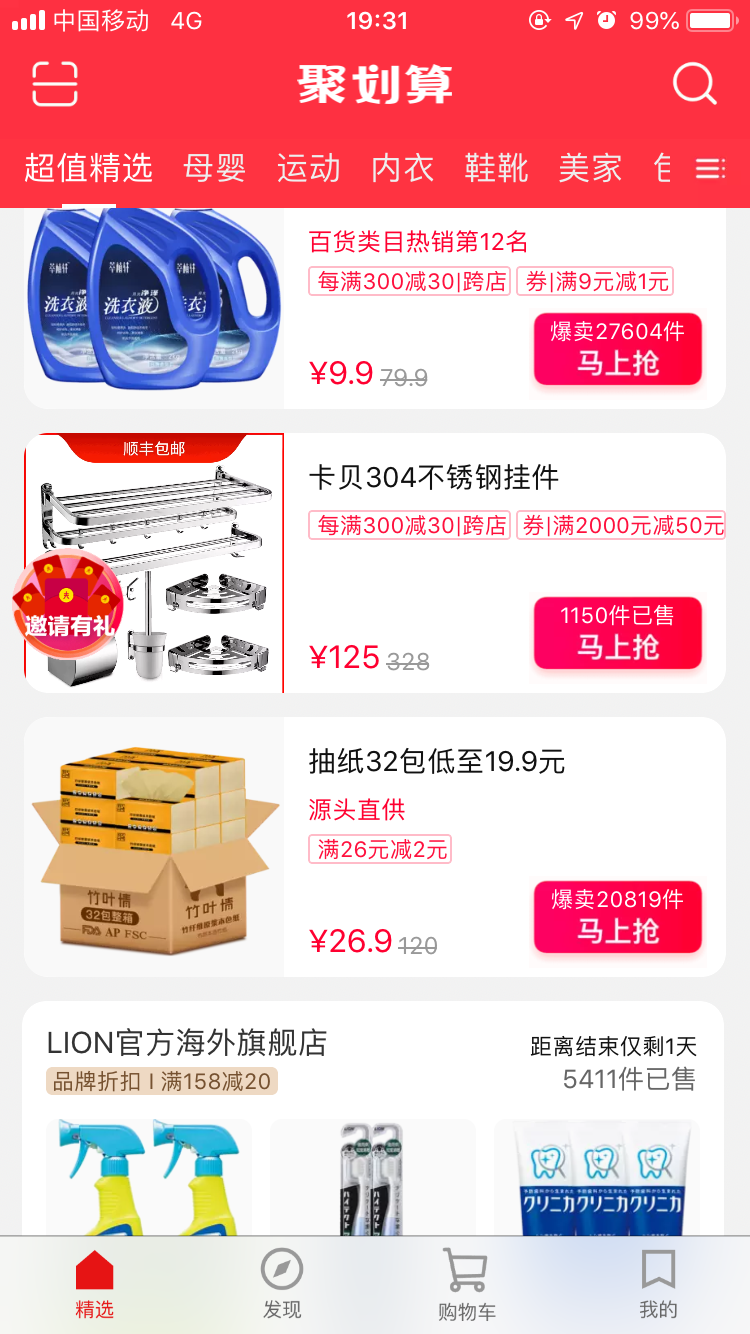 中国移动 4G 19:31 99%
聚划算
超值精选 母婴 运动 内衣 鞋靴 美家
百货类目热销第12名
每满300减30|跨店 券|满9元减1元
洗衣液
爆卖27604件
¥9.9 79.9 马上抢
顺丰包邮
卡贝304不锈钢挂件
每满300减30|跨店 券|满2000元减50元
邀请有礼
1150件已售
¥125 328 马上抢
抽纸32包低至19.9元
源头直供
满26元减2元
竹叶情 竹叶情
32包整箱
FDA AP FSC
爆卖20819件
¥26.9 120 马上抢
LION官方海外旗舰店 距离结束仅剩1天
品牌折扣 I 满158减20 5411件已售
クリニカ クリニカ クリニカ
精选 发现 购物车 我的